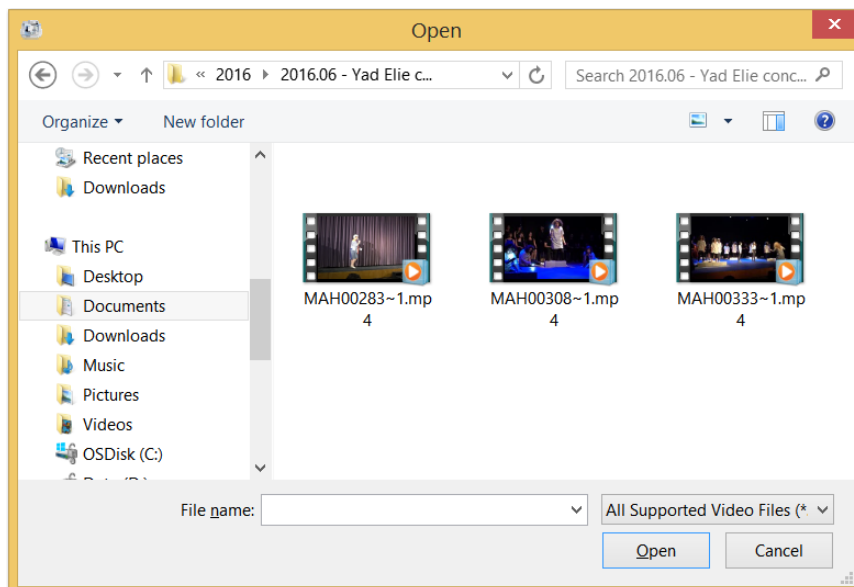 Open
« 2016 2016.06 - Yad Elie c...
Search 2016.06 - Yad Elie conc...
Organize
New folder
Recent places
Downloads
This PC
Desktop
Documents
Downloads
Music
Pictures
Videos
OSDisk (C:)
MAH00283~1.mp
4
MAH00308~1.mp
4
MAH00333~1.mp
4
File name:
All Supported Video Files (*
Open
Cancel